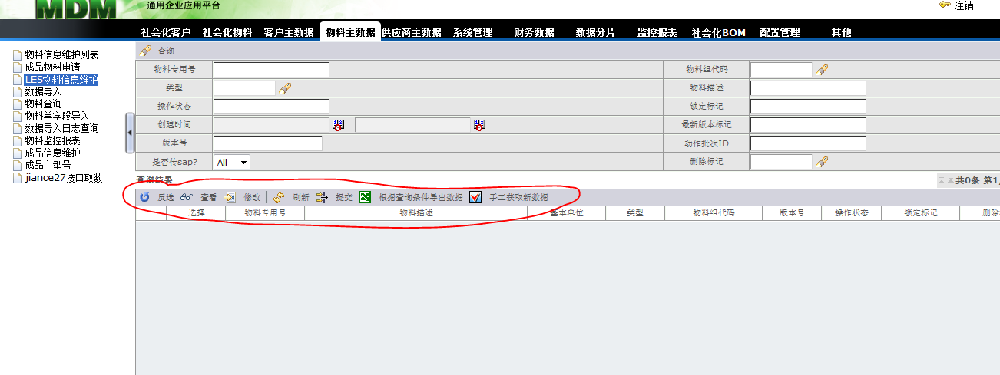 MDM 通用企业应用平台 注销
社会化客户 社会化物料 客户主数据 物料主数据 供应商主数据 系统管理 财务数据 数据分片 监控报表 社会化BOM 配置管理 其他
物料信息维护列表
成品物料申请
LES物料信息维护
数据导入
物料查询
物料单字段导入
数据导入日志查询
物料监控报表
成品信息维护
成品主型号
jiance27接口取数
查询
物料专用号 物料组代码
类型 物料描述
操作状态 锁定标记
创建时间 - 最新版本标记
版本号 动作批次ID
是否传sap? All 删除标记
查询结果 共0条 第1
反选 查看 修改 刷新 提交 根据查询条件导出数据 手工获取新数据
选择 物料专用号 物料描述 基本单位 类型 物料组代码 版本号 操作状态 锁定标记 删除